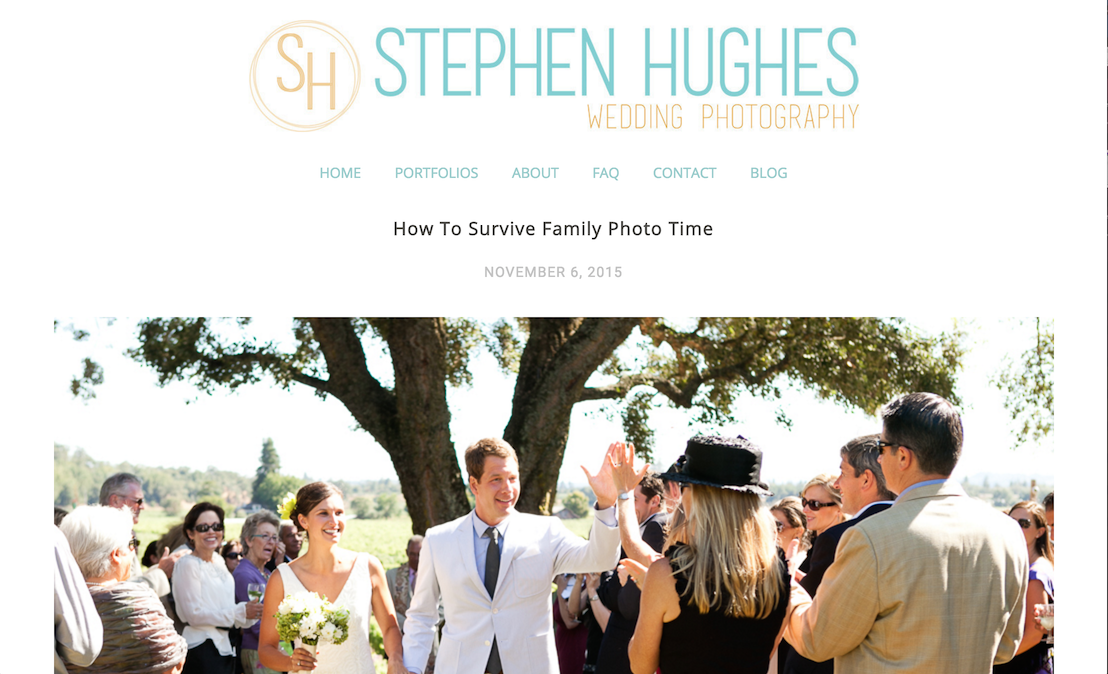 SH
STEPHEN HUGHES
WEDDING PHOTOGRAPHY
HOME PORTFOLIOS ABOUT FAQ CONTACT BLOG
How To Survive Family Photo Time
NOVEMBER 6, 2015